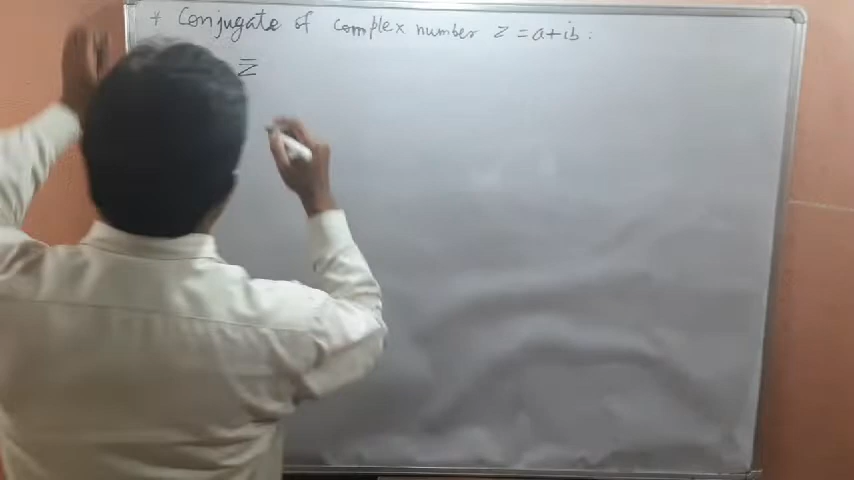 * Conjugate of complex number z = a+ib :
z̅